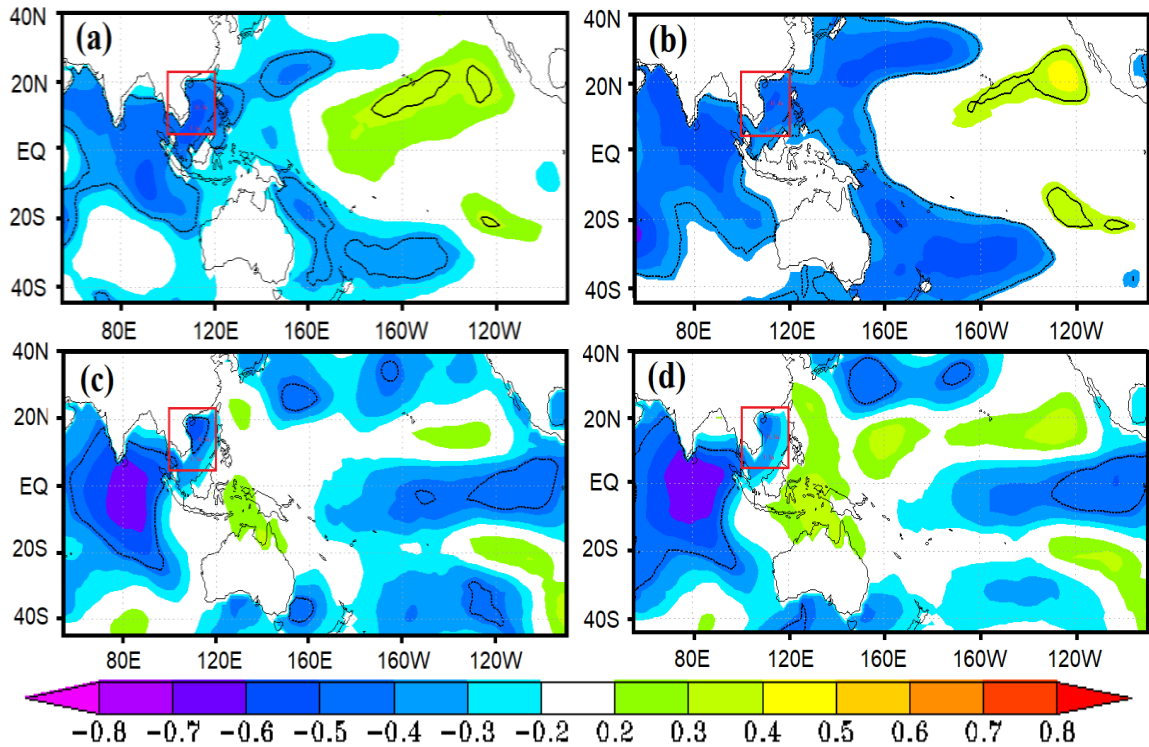 40N (a) 40N (b)
20N 20N
EQ EQ
20S 20S
40S 40S
80E 120E 160E 160W 120W 80E 120E 160E 160W 120W
40N (c) 40N (d)
20N 20N
EQ EQ
20S 20S
40S 40S
80E 120E 160E 160W 120W 80E 120E 160E 160W 120W
-0.8 -0.7 -0.6 -0.5 -0.4 -0.3 -0.2 0.2 0.3 0.4 0.5 0.6 0.7 0.8